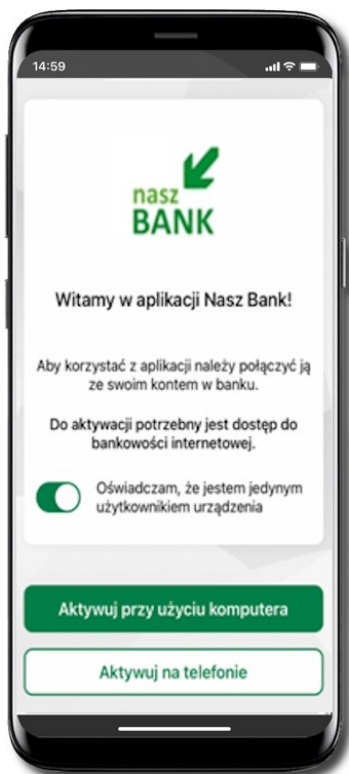 14:59
nasz
BANK
Witamy w aplikacji Nasz Bank!
Aby korzystać z aplikacji należy połączyć ją
ze swoim kontem w banku.
Do aktywacji potrzebny jest dostęp do
bankowości internetowej.
Oświadczam, że jestem jedynym
użytkownikiem urządzenia
Aktywuj przy użyciu komputera
Aktywuj na telefonie